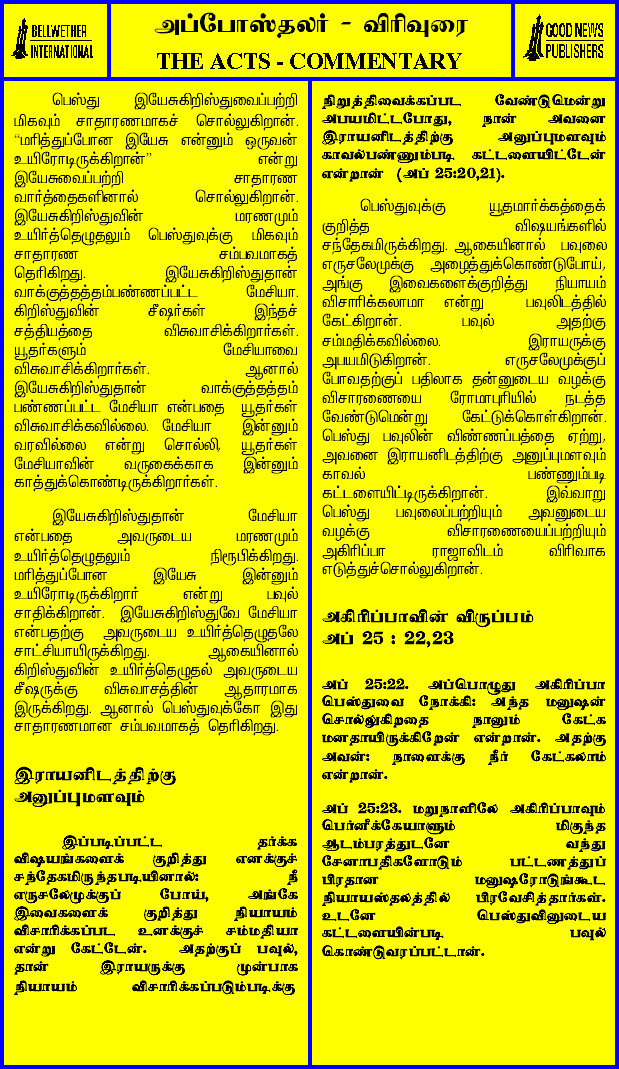 BELLWETHER
INTERNATIONAL
அப்போஸ்தலர் - விரிவுரை
THE ACTS - COMMENTARY
GOOD NEWS
PUBLISHERS
பெஸ்து இயேசுகிறிஸ்துவைப்பற்றி
மிகவும் சாதாரணமாகச் சொல்லுகிறான்.
“மரித்துப்போன இயேசு என்னும் ஒருவன்
உயிரோடிருக்கிறான்” என்று
இயேசுவைப்பற்றி சாதாரண
வார்த்தைகளினால் சொல்லுகிறான்.
இயேசுகிறிஸ்துவின் மரணமும்
உயிர்த்தெழுதலும் பெஸ்துவுக்கு மிகவும்
சாதாரண சம்பவமாகத்
தெரிகிறது. இயேசுகிறிஸ்துதான்
வாக்குத்தத்தம்பண்ணப்பட்ட மேசியா.
கிறிஸ்துவின் சீஷர்கள் இந்தச்
சத்தியத்தை விசுவாசிக்கிறார்கள்.
யூதர்களும் மேசியாவை
விசுவாசிக்கிறார்கள். ஆனால்
இயேசுகிறிஸ்துதான் வாக்குத்தத்தம்
பண்ணப்பட்ட மேசியா என்பதை யூதர்கள்
விசுவாசிக்கவில்லை. மேசியா இன்னும்
வரவில்லை என்று சொல்லி, யூதர்கள்
மேசியாவின் வருகைக்காக இன்னும்
காத்துக்கொண்டிருக்கிறார்கள்.
இயேசுகிறிஸ்துதான் மேசியா
என்பதை அவருடைய மரணமும்
உயிர்த்தெழுதலும் நிரூபிக்கிறது.
மரித்துப்போன இயேசு இன்னும்
உயிரோடிருக்கிறார் என்று பவுல்
சாதிக்கிறான். இயேசுகிறிஸ்துவே மேசியா
என்பதற்கு அவருடைய உயிர்த்தெழுதலே
சாட்சியாயிருக்கிறது. ஆகையினால்
கிறிஸ்துவின் உயிர்த்தெழுதல் அவருடைய
சீஷருக்கு விசுவாசத்தின் ஆதாரமாக
இருக்கிறது. ஆனால் பெஸ்துவுக்கோ இது
சாதாரணமான சம்பவமாகத் தெரிகிறது.
இராயனிடத்திற்கு
அனுப்புமளவும்
இப்படிப்பட்ட தர்க்க
விஷயங்களைக் குறித்து எனக்குச்
சந்தேகமிருந்தபடியினால்: நீ
எருசலேமுக்குப் போய், அங்கே
இவைகளைக் குறித்து நியாயம்
விசாரிக்கப்பட உனக்குச் சம்மதியா
என்று கேட்டேன். அதற்குப் பவுல்,
தான் இராயருக்கு முன்பாக
நியாயம் விசாரிக்கப்படும்படிக்கு
நிறுத்திவைக்கப்பட வேண்டுமென்று
அபயமிட்டபோது, நான் அவனை
இராயனிடத்திற்கு அனுப்புமளவும்
காவல்பண்ணும்படி கட்டளையிட்டேன்
என்றான் (அப் 25:20,21).
பெஸ்துவுக்கு யூதமார்க்கத்தைக்
குறித்த விஷயங்களில்
சந்தேகமிருக்கிறது. ஆகையினால் பவுலை
எருசலேமுக்கு அழைத்துக்கொண்டுபோய்,
அங்கு இவைகளைக்குறித்து நியாயம்
விசாரிக்கலாமா என்று பவுலிடத்தில்
கேட்கிறான். பவுல் அதற்கு
சம்மதிக்கவில்லை. இராயருக்கு
அபயமிடுகிறான். எருசலேமுக்குப்
போவதற்குப் பதிலாக தன்னுடைய வழக்கு
விசாரணையை ரோமாபுரியில் நடத்த
வேண்டுமென்று கேட்டுக்கொள்கிறான்.
பெஸ்து பவுலின் விண்ணப்பத்தை ஏற்று,
அவனை இராயனிடத்திற்கு அனுப்புமளவும்
காவல் பண்ணும்படி
கட்டளையிட்டிருக்கிறான். இவ்வாறு
பெஸ்து பவுலைப்பற்றியும் அவனுடைய
வழக்கு விசாரணையைப்பற்றியும்
அகிரிப்பா ராஜாவிடம் விரிவாக
எடுத்துச்சொல்லுகிறான்.
அகிரிப்பாவின் விருப்பம்
அப் 25 : 22,23
அப் 25:22. அப்பொழுது அகிரிப்பா
பெஸ்துவை நோக்கி: அந்த மனுஷன்
சொல்லுகிறதை நானும் கேட்க
மனதாயிருக்கிறேன் என்றான். அதற்கு
அவன்: நாளைக்கு நீர் கேட்கலாம்
என்றான்.
அப் 25:23. மறுநாளிலே அகிரிப்பாவும்
பெர்னீக்கேயாளும் மிகுந்த
ஆடம்பரத்துடனே வந்து
சேனாபதிகளோடும் பட்டணத்துப்
பிரதான மனுஷரோடுங்கூட
நியாயஸ்தலத்தில் பிரவேசித்தார்கள்.
உடனே பெஸ்துவினுடைய
கட்டளையின்படி பவுல்
கொண்டுவரப்பட்டான்.